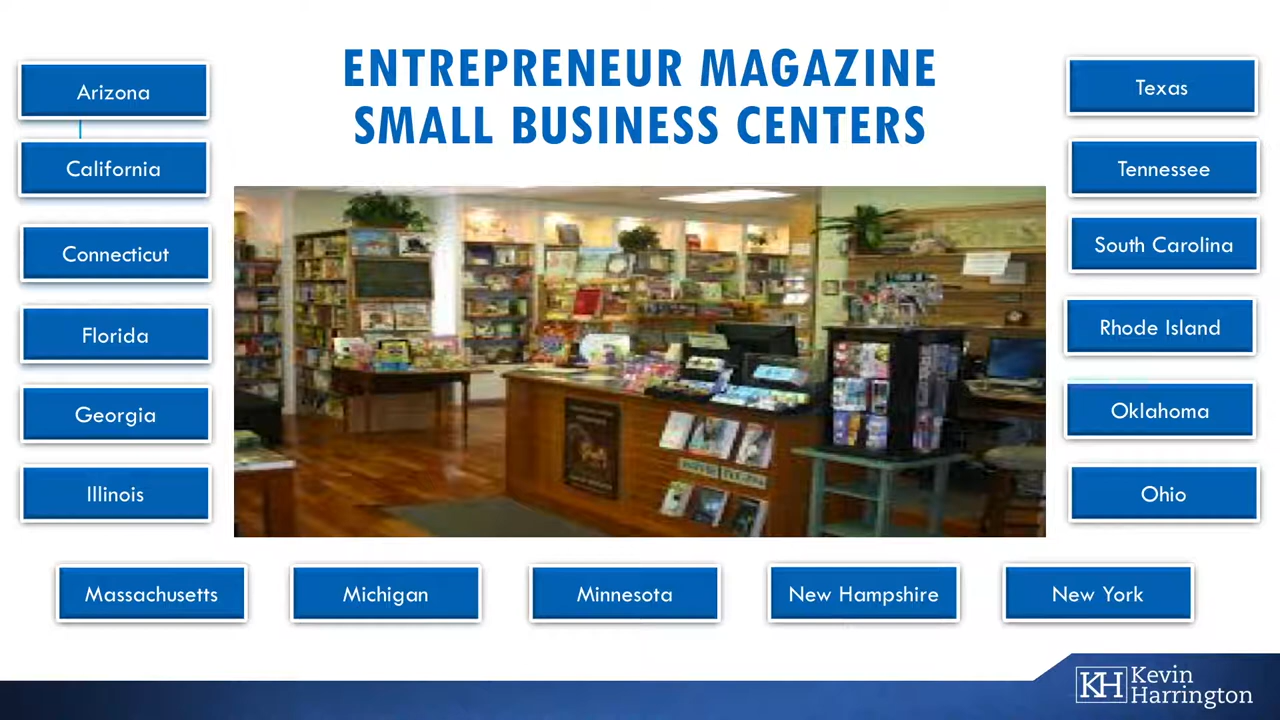 ENTREPRENEUR MAGAZINE
SMALL BUSINESS CENTERS
Arizona
California
Connecticut
Florida
Georgia
Illinois
Massachusetts
Michigan
Minnesota
New Hampshire
New York
Texas
Tennessee
South Carolina
Rhode Island
Oklahoma
Ohio
KH
Kevin
Harrington